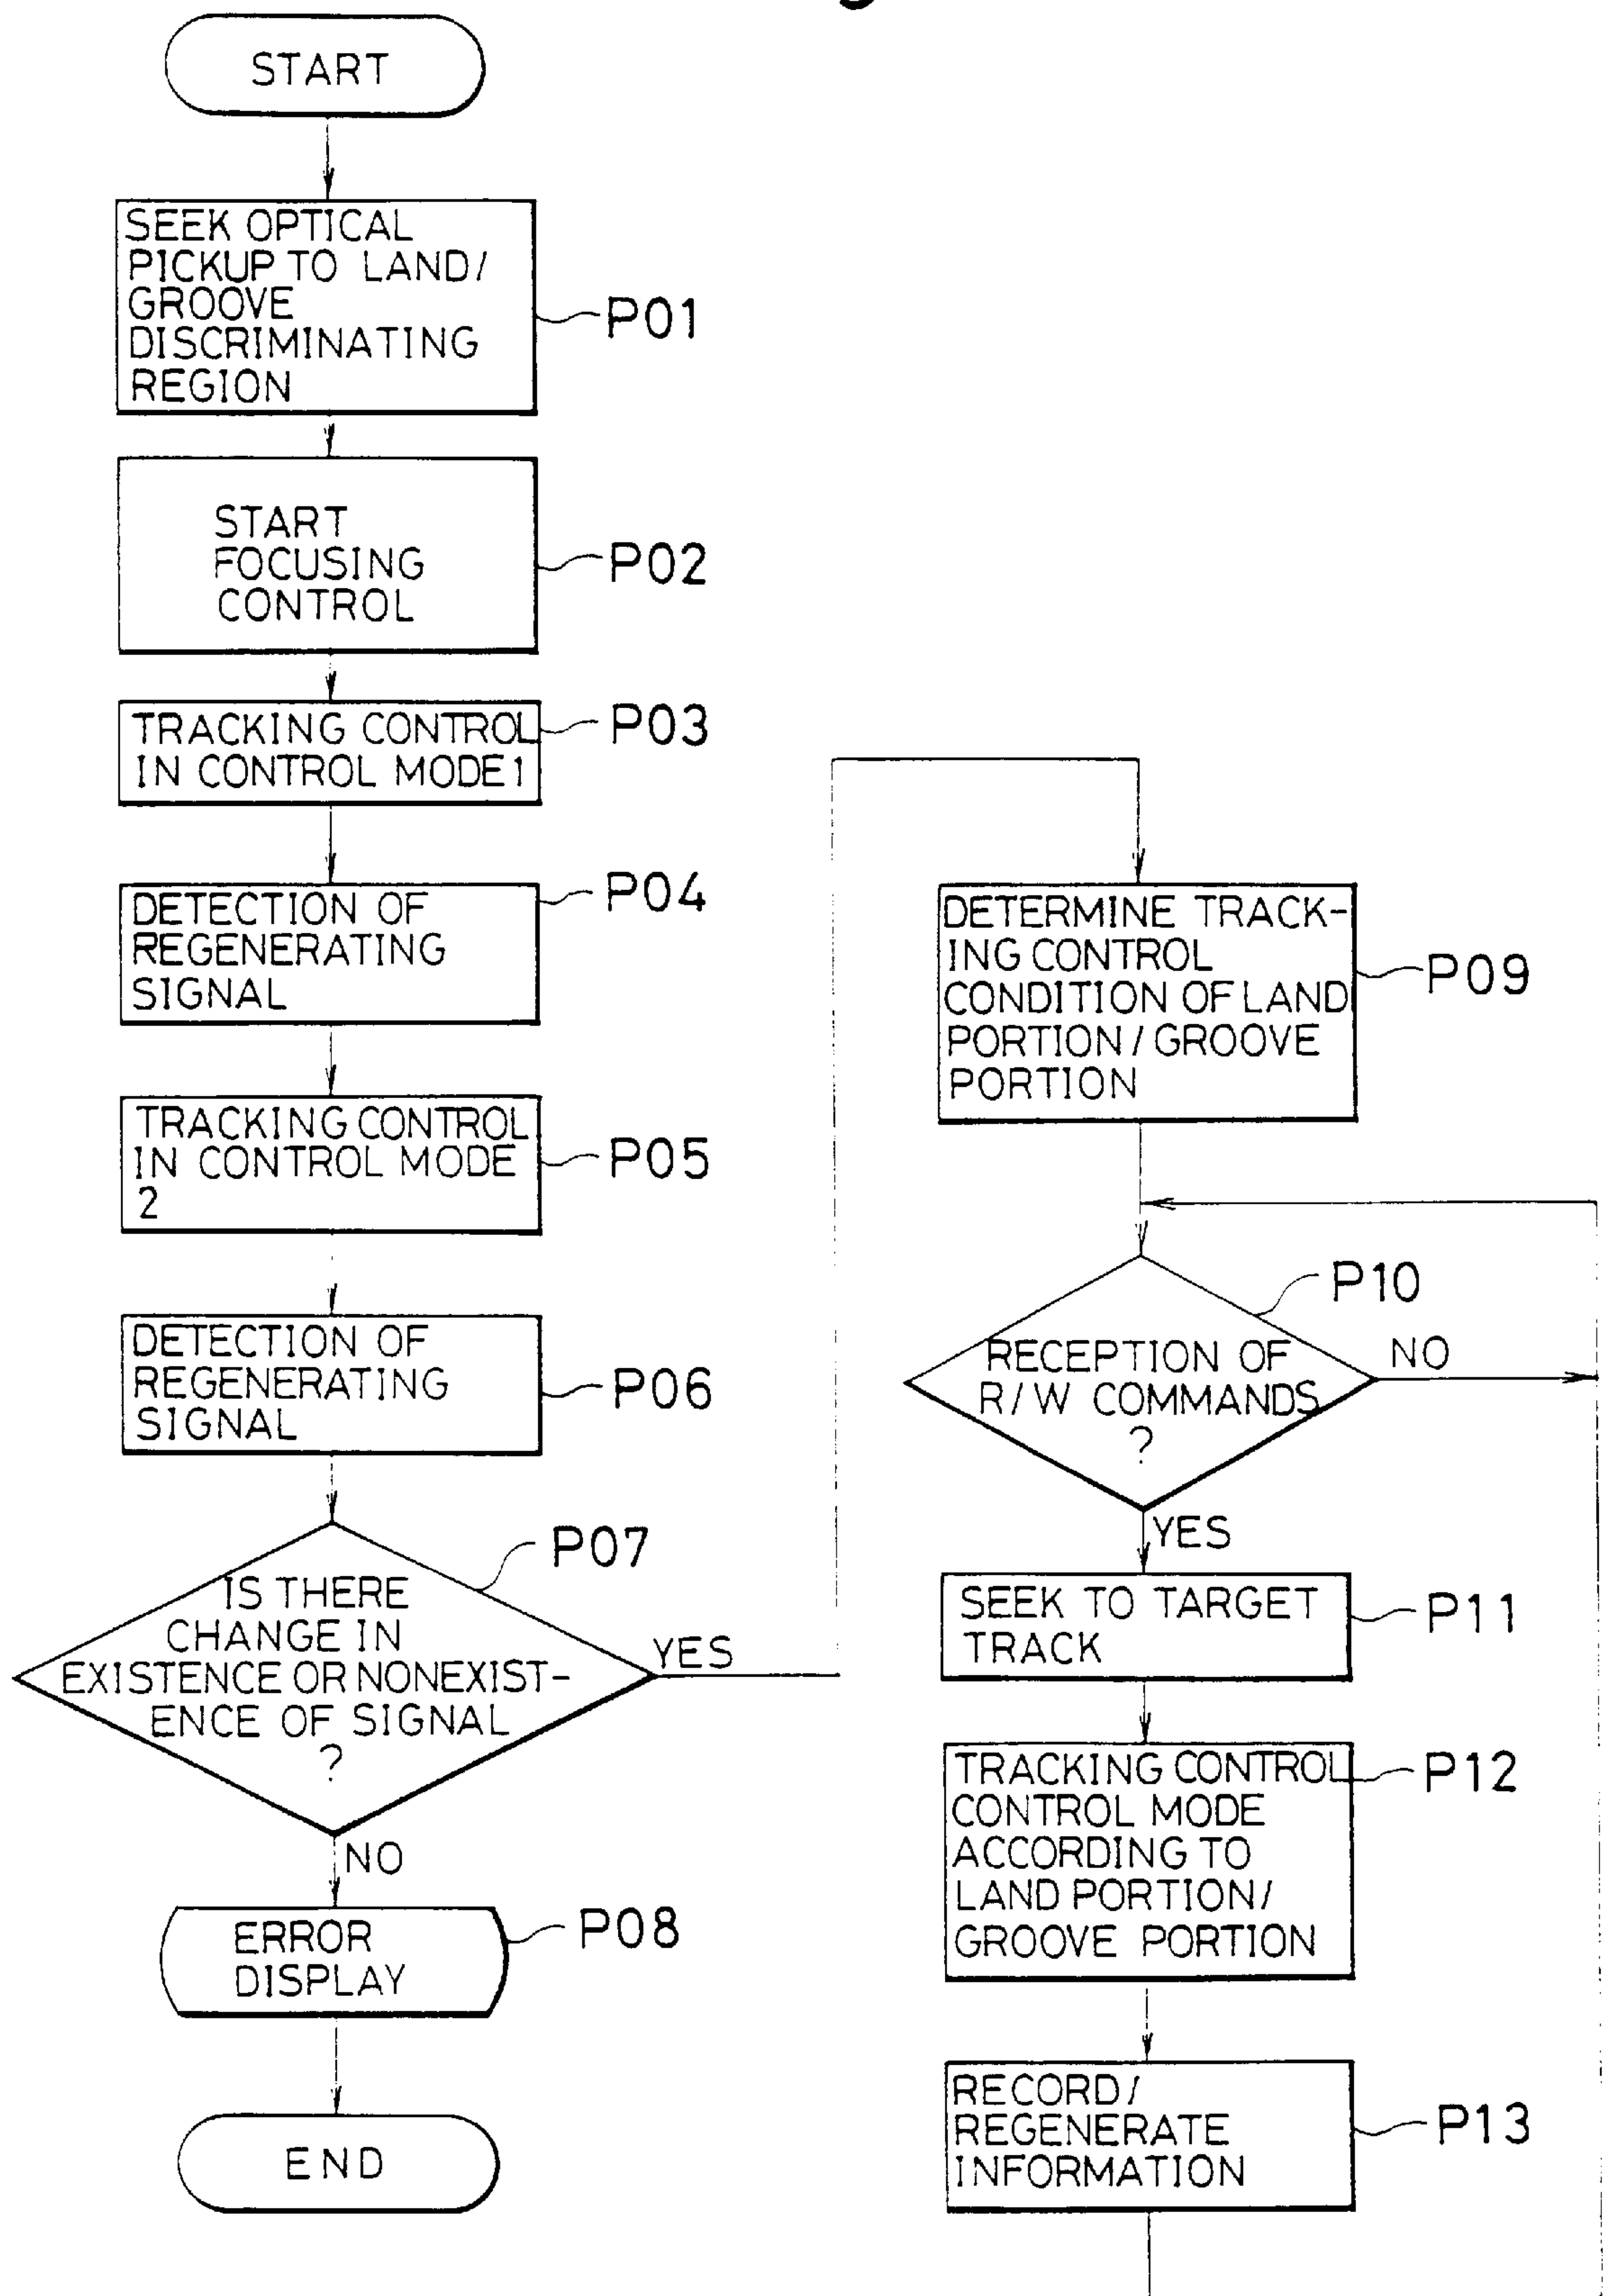 START
SEEK OPTICAL
PICKUP TO LAND/
GROOVE
DISCRIMINATING
REGION
P01
START
FOCUSING
CONTROL
P02
TRACKING CONTROL
IN CONTROL MODE1
P03
DETECTION OF
REGENERATING
SIGNAL
P04
TRACKING CONTROL
IN CONTROL MODE
2
P05
DETECTION OF
REGENERATING
SIGNAL
P06
IS THERE
CHANGE IN
EXISTENCE OR NONEXIST-
ENCE OF SIGNAL
?
P07
YES
NO
ERROR
DISPLAY
P08
END
DETERMINE TRACK-
ING CONTROL
CONDITION OF LAND
PORTION/GROOVE
PORTION
P09
RECEPTION OF
R/W COMMANDS
?
P10
NO
YES
SEEK TO TARGET
TRACK
P11
TRACKING CONTROL
CONTROL MODE
ACCORDING TO
LAND PORTION/
GROOVE PORTION
P12
RECORD/
REGENERATE
INFORMATION
P13